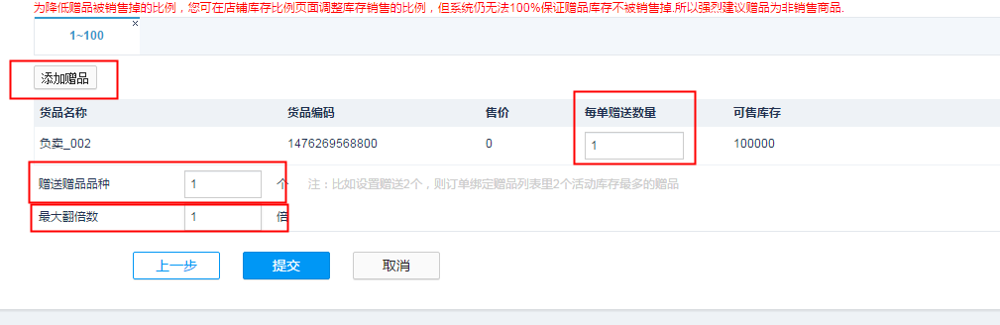 为降低赠品被销售掉的比例，您可在店铺库存比例页面调整库存销售的比例，但系统仍无法100%保证赠品库存不被销售掉.所以强烈建议赠品为非销售商品.
1~100
添加赠品
货品名称 货品编码 售价 每单赠送数量 可售库存
负卖_002 1476269568800 0 1 100000
赠送赠品品种 1 个 注：比如设置赠送2个，则订单绑定赠品列表里2个活动库存最多的赠品
最大翻倍数 1 倍
上一步 提交 取消